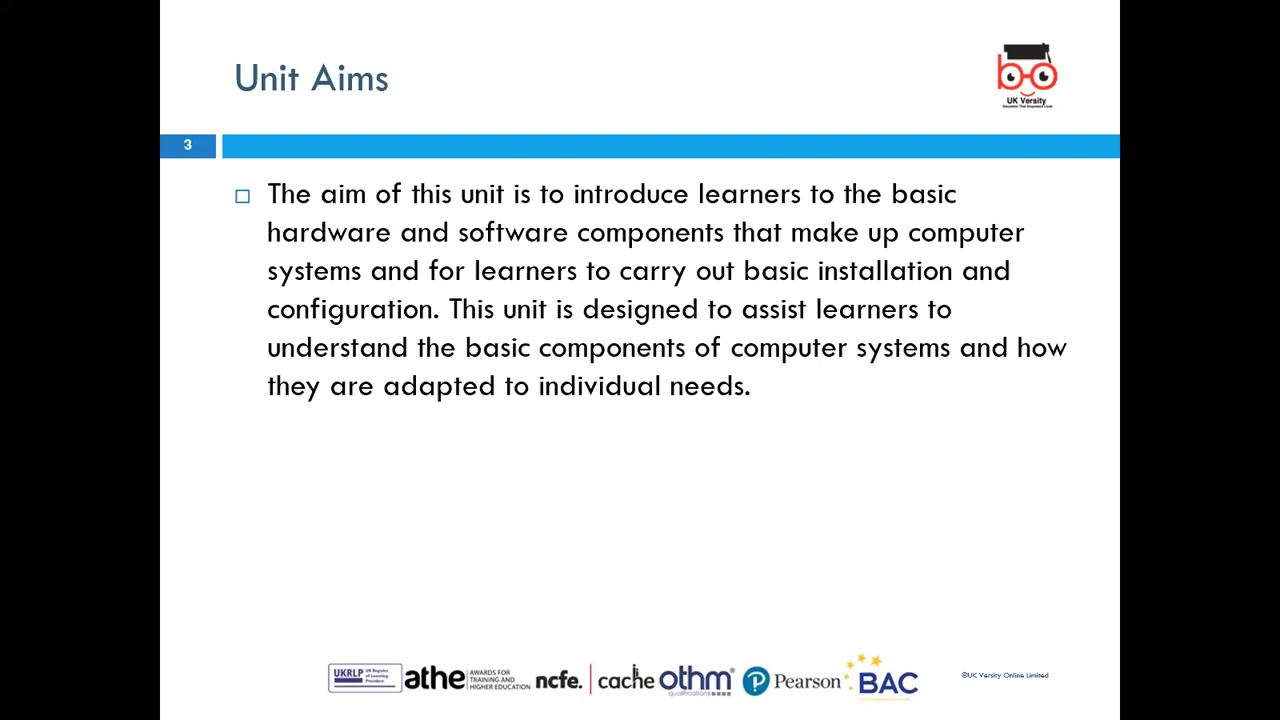 Unit Aims
UK Versity
3
The aim of this unit is to introduce learners to the basic
hardware and software components that make up computer
systems and for learners to carry out basic installation and
configuration. This unit is designed to assist learners to
understand the basic components of computer systems and how
they are adapted to individual needs.
UKRLP UK Register of Learning Providers
athe AWARDS FOR TRAINING AND HIGHER EDUCATION
ncfe. cache
othm qualifications
Pearson
BAC
©UK Versity Online Limited